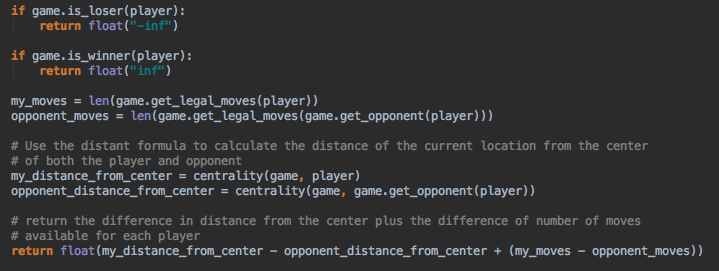 if game.is_loser(player):
    return float("-inf")

if game.is_winner(player):
    return float("inf")

my_moves = len(game.get_legal_moves(player))
opponent_moves = len(game.get_legal_moves(game.get_opponent(player)))

# Use the distant formula to calculate the distance of the current location from the center
# of both the player and opponent
my_distance_from_center = centrality(game, player)
opponent_distance_from_center = centrality(game, game.get_opponent(player))

# return the difference in distance from the center plus the difference of number of moves
# available for each player
return float(my_distance_from_center - opponent_distance_from_center + (my_moves - opponent_moves))